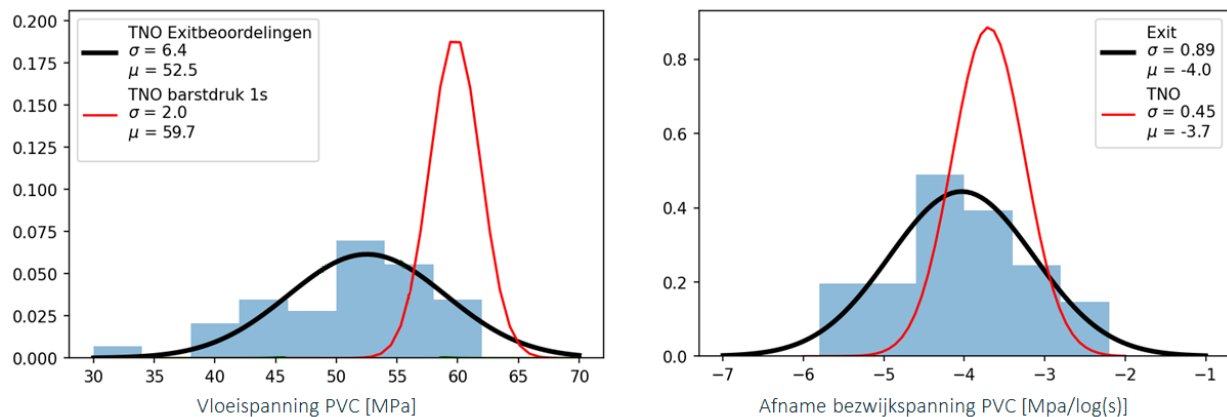 0.200
0.175
0.150
0.125
0.100
0.075
0.050
0.025
0.000
TNO Exitbeoordelingen
σ = 6.4
μ = 52.5
TNO barstdruk 1s
σ = 2.0
μ = 59.7
30 35 40 45 50 55 60 65 70
Vloeispanning PVC [MPa]
0.8
0.6
0.4
0.2
0.0
Exit
σ = 0.89
μ = -4.0
TNO
σ = 0.45
μ = -3.7
−7 −6 −5 −4 −3 −2 −1
Afname bezwijkspanning PVC [Mpa/log(s)]